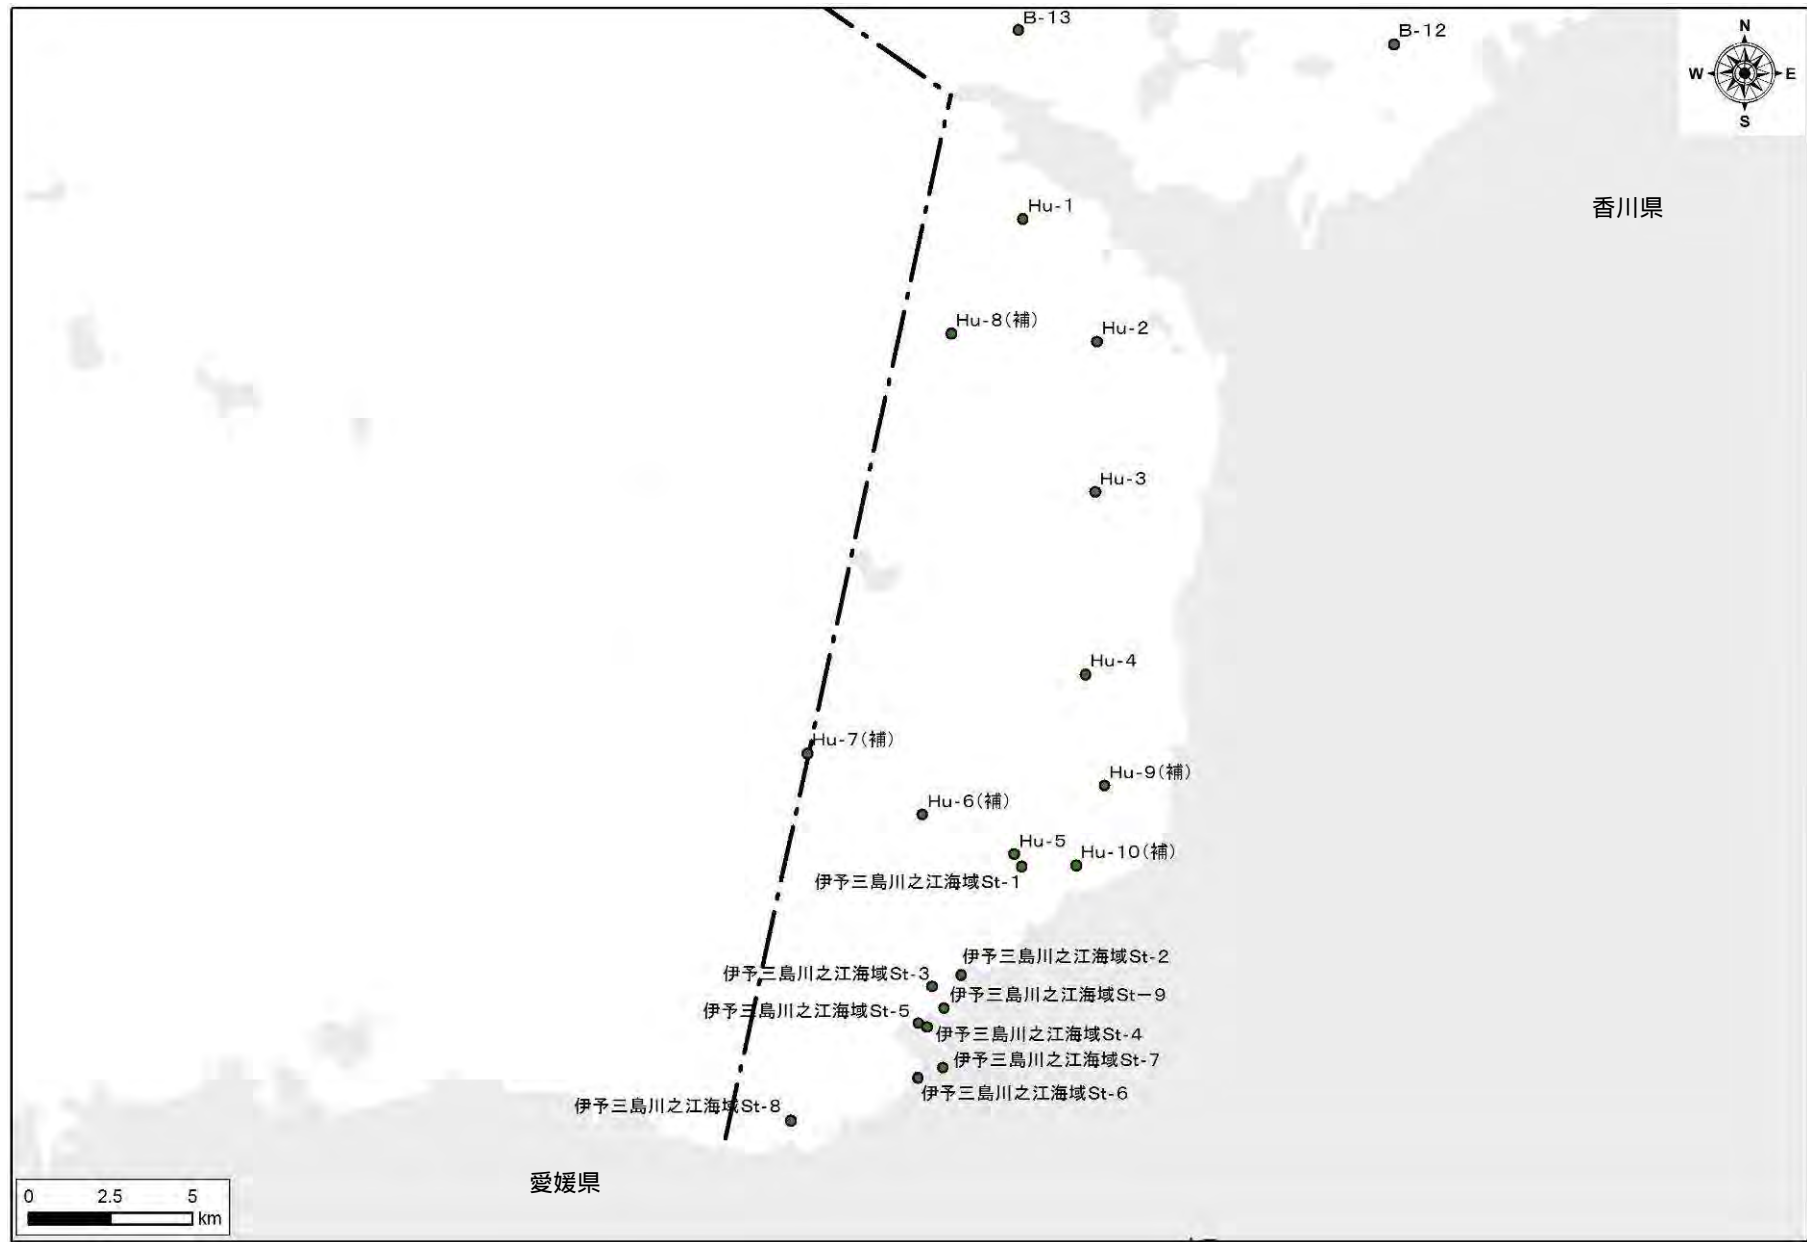 B-13
B-12
N
W
E
S
Hu-1
香川県
Hu-8(補)
Hu-2
Hu-3
Hu-4
Hu-7(補)
Hu-9(補)
Hu-6(補)
Hu-5
Hu-10(補)
伊予三島川之江海域St-1
伊予三島川之江海域St-2
伊予三島川之江海域St-3
伊予三島川之江海域Stー9
伊予三島川之江海域St-5
伊予三島川之江海域St-4
伊予三島川之江海域St-7
伊予三島川之江海域St-6
伊予三島川之江海域St-8
愛媛県
0 2.5 5
km